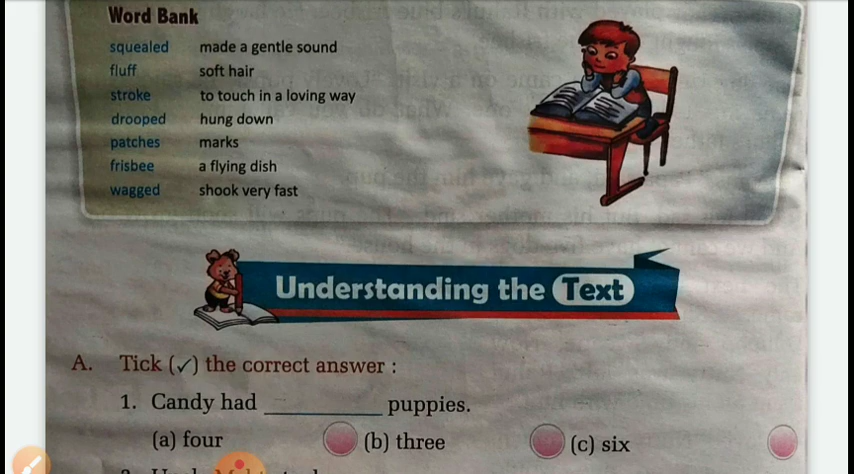 Word Bank
squealed made a gentle sound
fluff soft hair
stroke to touch in a loving way
drooped hung down
patches marks
frisbee a flying dish
wagged shook very fast
Understanding the Text
A. Tick (✓) the correct answer :
1. Candy had __________ puppies.
(a) four (b) three (c) six